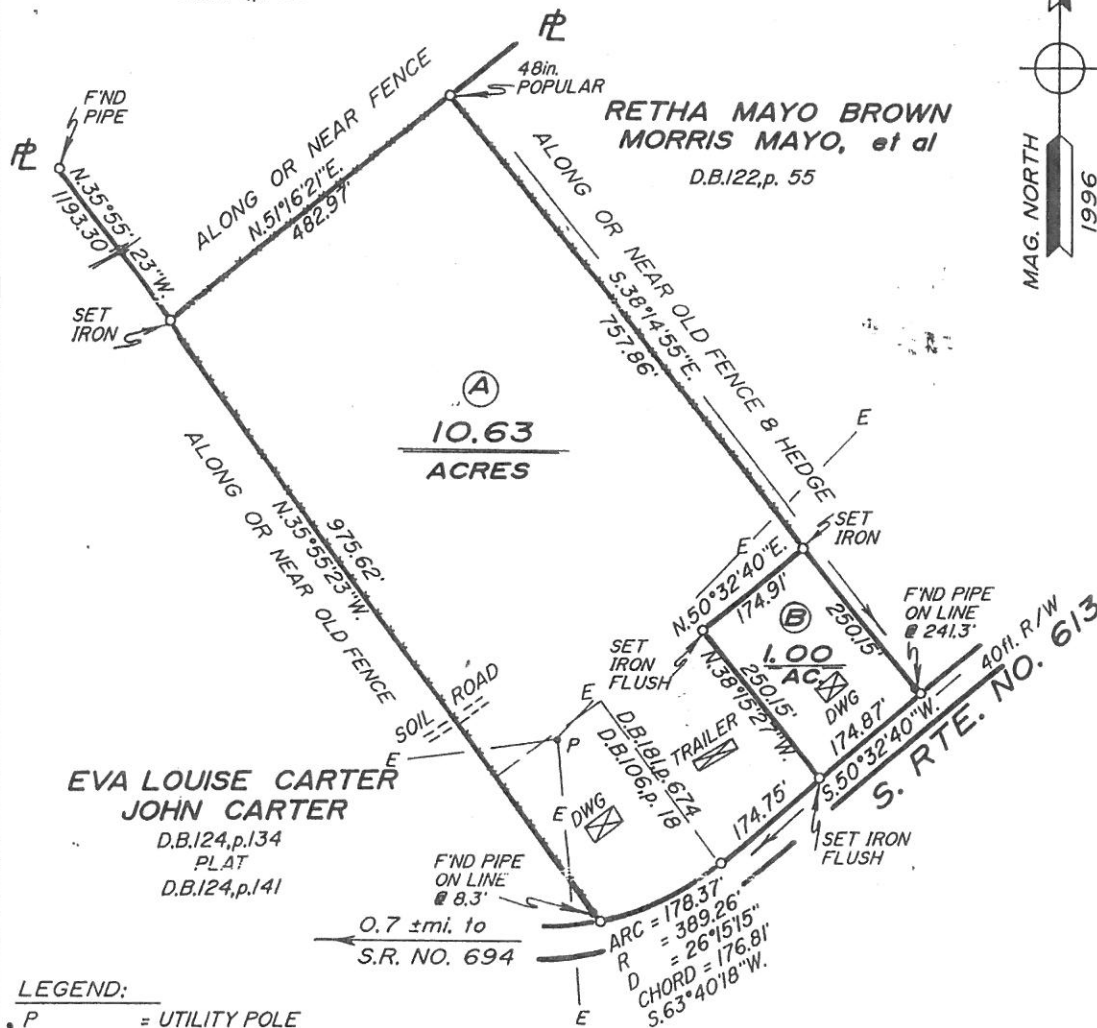 PL
48in.
POPULAR
F'ND
PIPE
PL
RETHA MAYO BROWN
MORRIS MAYO, et al
D.B.122,p. 55
MAG. NORTH
1996
ALONG OR NEAR FENCE
N.51°16'21"E.
482.97'
N.35°55'23"W.
1193.30'
SET
IRON
ALONG OR NEAR OLD FENCE & HEDGE
S.38°14'55"E.
757.86'
A
10.63
ACRES
975.62'
N.35°55'23"W.
ALONG OR NEAR OLD FENCE
E
E
SET
IRON
N.50°32'40"E.
174.91'
F'ND PIPE
ON LINE
@ 241.3'
B
1.00
AC.
250.15'
DWG
SET
IRON
FLUSH
250.15'
N.38°15'27"W.
40ft. R/W
174.87'
S.50°32'40"W.
S. RTE. NO. 613
SOIL ROAD
E
P
E
E
D.B.181,p.674
D.B.106,p. 18
TRAILER
DWG
174.75'
SET IRON
FLUSH
EVA LOUISE CARTER
JOHN CARTER
D.B.124,p.134
PLAT
D.B.124,p.141
F'ND PIPE
ON LINE
@ 8.3'
0.7 ±mi. to
S.R. NO. 694
ARC = 178.37'
R = 389.26'
D = 26°15'15"
CHORD = 176.81'
S.63°40'18"W.
E
LEGEND:
P = UTILITY POLE